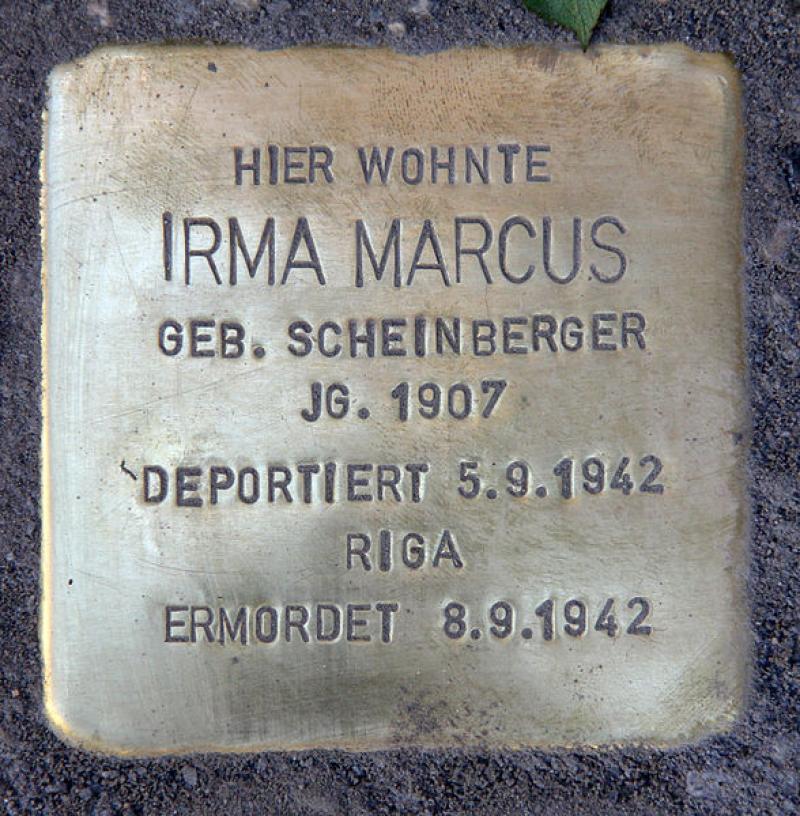 HIER WOHNTE
IRMA MARCUS
GEB. SCHEINBERGER
JG. 1907
DEPORTIERT 5.9.1942
RIGA
ERMORDET 8.9.1942